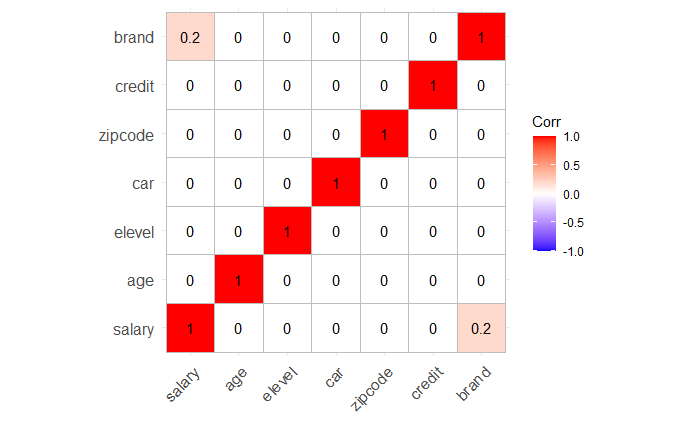 brand 0.2 0 0 0 0 0 1
credit 0 0 0 0 0 1 0
zipcode 0 0 0 0 1 0 0
car 0 0 0 1 0 0 0
elevel 0 0 1 0 0 0 0
age 0 1 0 0 0 0 0
salary 1 0 0 0 0 0 0.2
salary age elevel car zipcode credit brand
Corr
1.0
0.5
0.0
-0.5
-1.0